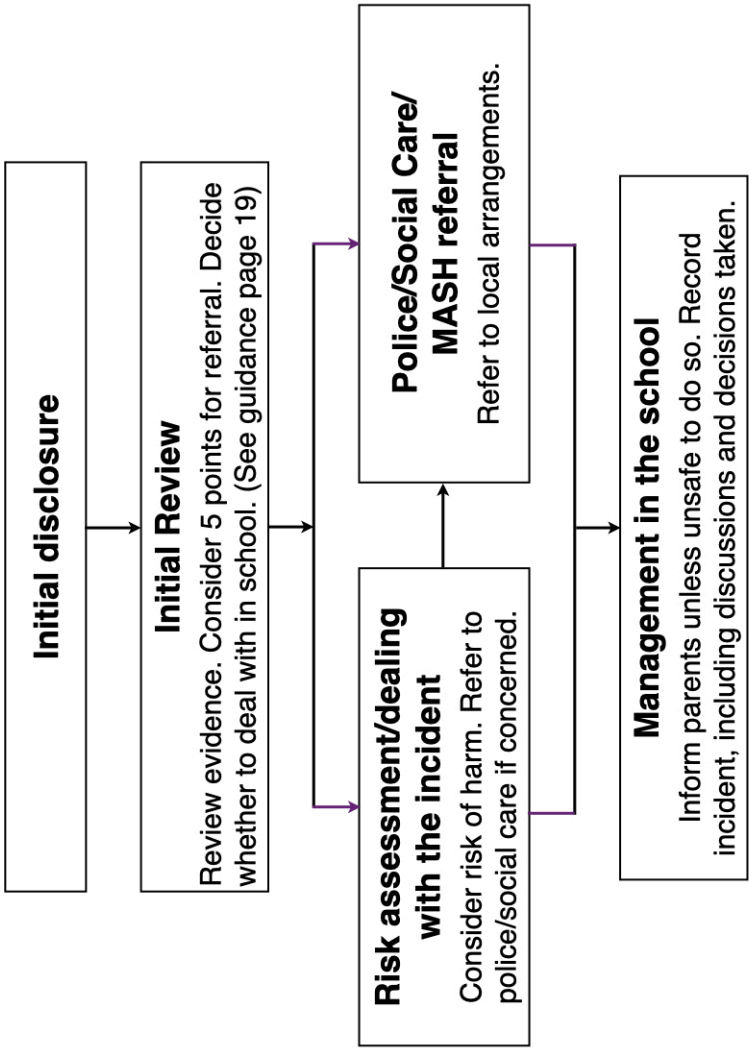 Initial disclosure
Initial Review
Review evidence. Consider 5 points for referral. Decide
whether to deal with in school. (See guidance page 19)
Risk assessment/dealing
with the incident
Consider risk of harm. Refer to
police/social care if concerned.
Police/Social Care/
MASH referral
Refer to local arrangements.
Management in the school
Inform parents unless unsafe to do so. Record
incident, including discussions and decisions taken.